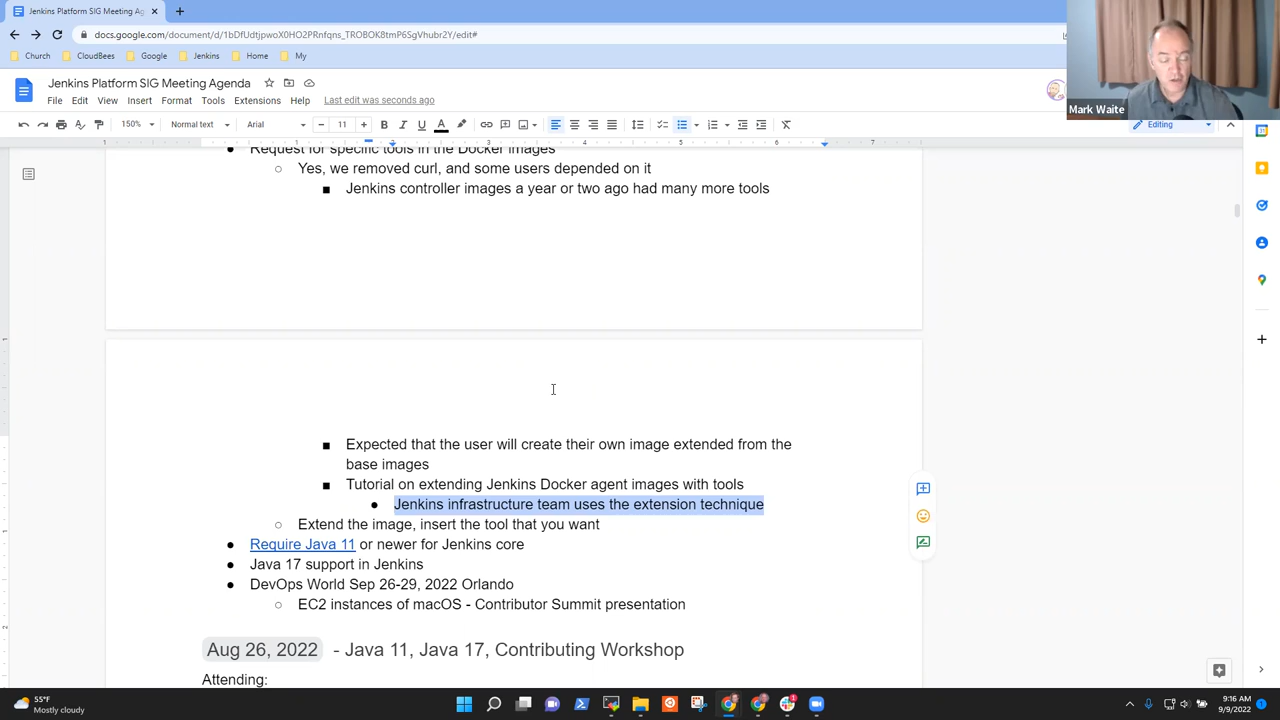 Jenkins Platform SIG Meeting Ag
docs.google.com/document/d/1bDfUdtjpwoX0HO2PRnfqns_TROBOK8tmP6SgVhubr2Y/edit#
Church
CloudBees
Google
Jenkins
Home
My
Jenkins Platform SIG Meeting Agenda
File Edit View Insert Format Tools Extensions Help Last edit was seconds ago
Mark Waite
150% Normal text Arial 11 Editing
Request for specific tools in the Docker images
Yes, we removed curl, and some users depended on it
Jenkins controller images a year or two ago had many more tools
Expected that the user will create their own image extended from the
base images
Tutorial on extending Jenkins Docker agent images with tools
Jenkins infrastructure team uses the extension technique
Extend the image, insert the tool that you want
Require Java 11 or newer for Jenkins core
Java 17 support in Jenkins
DevOps World Sep 26-29, 2022 Orlando
EC2 instances of macOS - Contributor Summit presentation
Aug 26, 2022 - Java 11, Java 17, Contributing Workshop
Attending:
55°F
Mostly cloudy
9:16 AM
9/9/2022